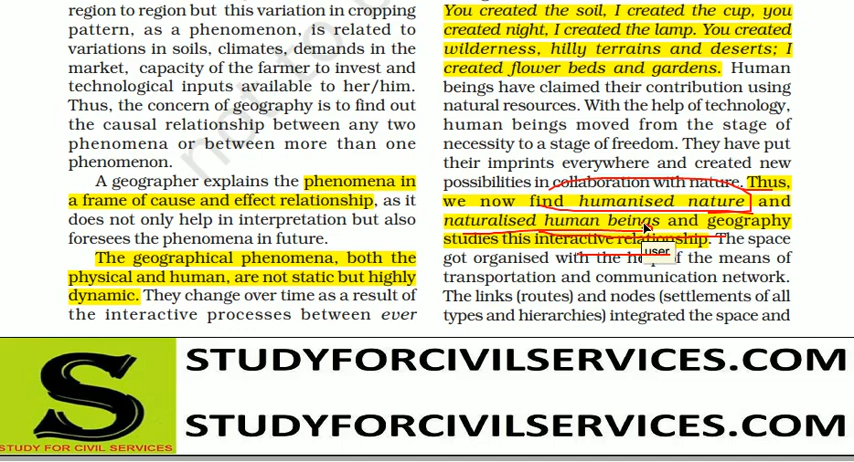 region to region but this variation in cropping
pattern, as a phenomenon, is related to
variations in soils, climates, demands in the
market, capacity of the farmer to invest and
technological inputs available to her/him.
Thus, the concern of geography is to find out
the causal relationship between any two
phenomena or between more than one
phenomenon.
A geographer explains the phenomena in
a frame of cause and effect relationship, as it
does not only help in interpretation but also
foresees the phenomena in future.
The geographical phenomena, both the
physical and human, are not static but highly
dynamic. They change over time as a result of
the interactive processes between ever
You created the soil, I created the cup, you
created night, I created the lamp. You created
wilderness, hilly terrains and deserts; I
created flower beds and gardens. Human
beings have claimed their contribution using
natural resources. With the help of technology,
human beings moved from the stage of
necessity to a stage of freedom. They have put
their imprints everywhere and created new
possibilities in collaboration with nature. Thus,
we now find humanised nature and
naturalised human beings and geography
studies this interactive relationship. The space
got organised with the of the means of
transportation and communication network.
The links (routes) and nodes (settlements of all
types and hierarchies) integrated the space and
user
not to
S
STUDY FOR CIVIL SERVICES
STUDYFORCIVILSERVICES.COM
STUDYFORCIVILSERVICES.COM